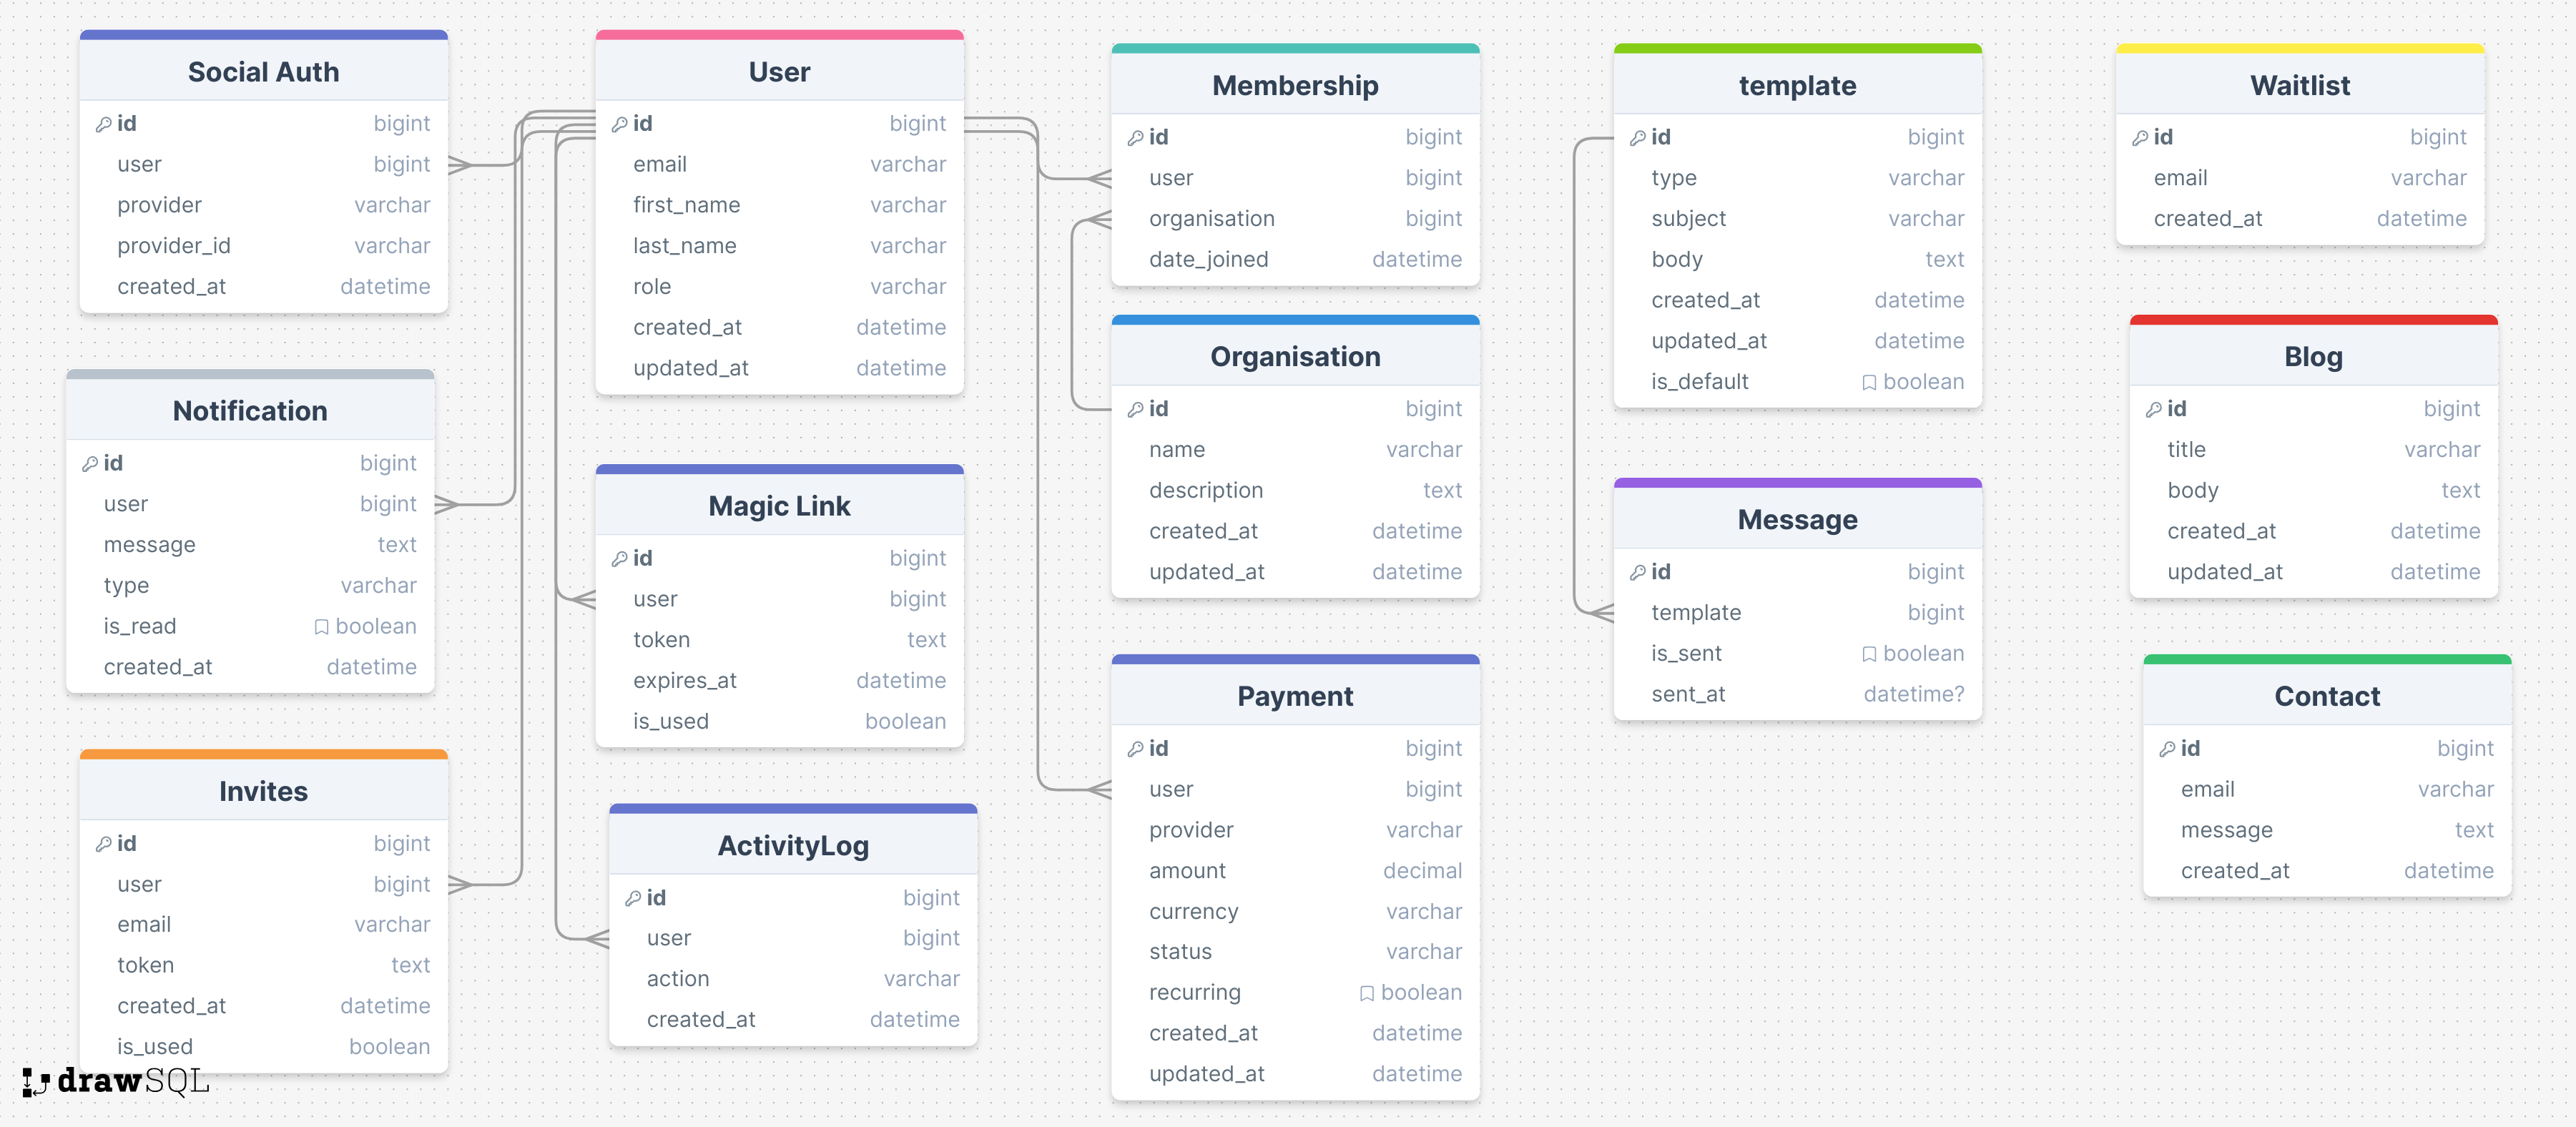 Social Auth
id bigint
user bigint
provider varchar
provider_id varchar
created_at datetime
Notification
id bigint
user bigint
message text
type varchar
is_read boolean
created_at datetime
Invites
id bigint
user bigint
email varchar
token text
created_at datetime
is_used boolean
User
id bigint
email varchar
first_name varchar
last_name varchar
role varchar
created_at datetime
updated_at datetime
Magic Link
id bigint
user bigint
token text
expires_at datetime
is_used boolean
ActivityLog
id bigint
user bigint
action varchar
created_at datetime
Membership
id bigint
user bigint
organisation bigint
date_joined datetime
Organisation
id bigint
name varchar
description text
created_at datetime
updated_at datetime
Payment
id bigint
user bigint
provider varchar
amount decimal
currency varchar
status varchar
recurring boolean
created_at datetime
updated_at datetime
template
id bigint
type varchar
subject varchar
body text
created_at datetime
updated_at datetime
is_default boolean
Message
id bigint
template bigint
is_sent boolean
sent_at datetime?
Waitlist
id bigint
email varchar
created_at datetime
Blog
id bigint
title varchar
body text
created_at datetime
updated_at datetime
Contact
id bigint
email varchar
message text
created_at datetime
drawSQL